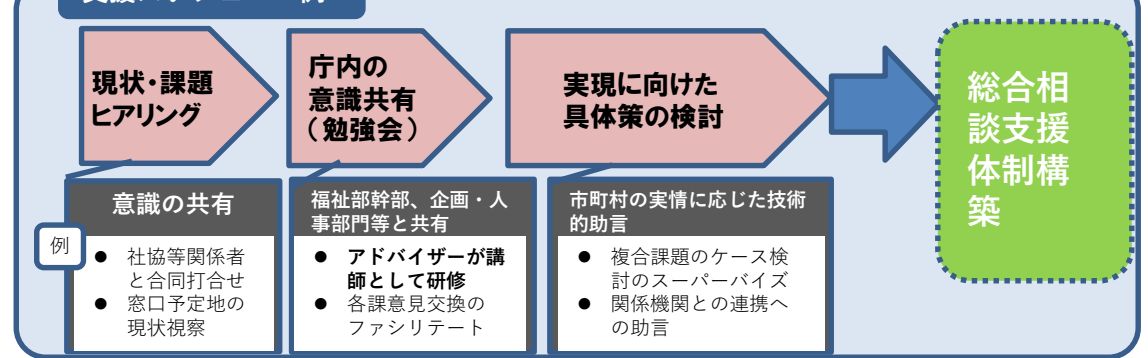 現状・課題
ヒアリング
庁内の
意識共有
（勉強会）
実現に向けた
具体策の検討
総合相
談支援
体制構
築
意識の共有
例
● 社協等関係者
と合同打合せ
● 窓口予定地の
現状視察
福祉部幹部、企画・人
事部門等と共有
● アドバイザーが講
師として研修
● 各課意見交換の
ファシリテート
市町村の実情に応じた技術
的助言
● 複合課題のケース検
討のスーパーバイズ
● 関係機関との連携へ
の助言